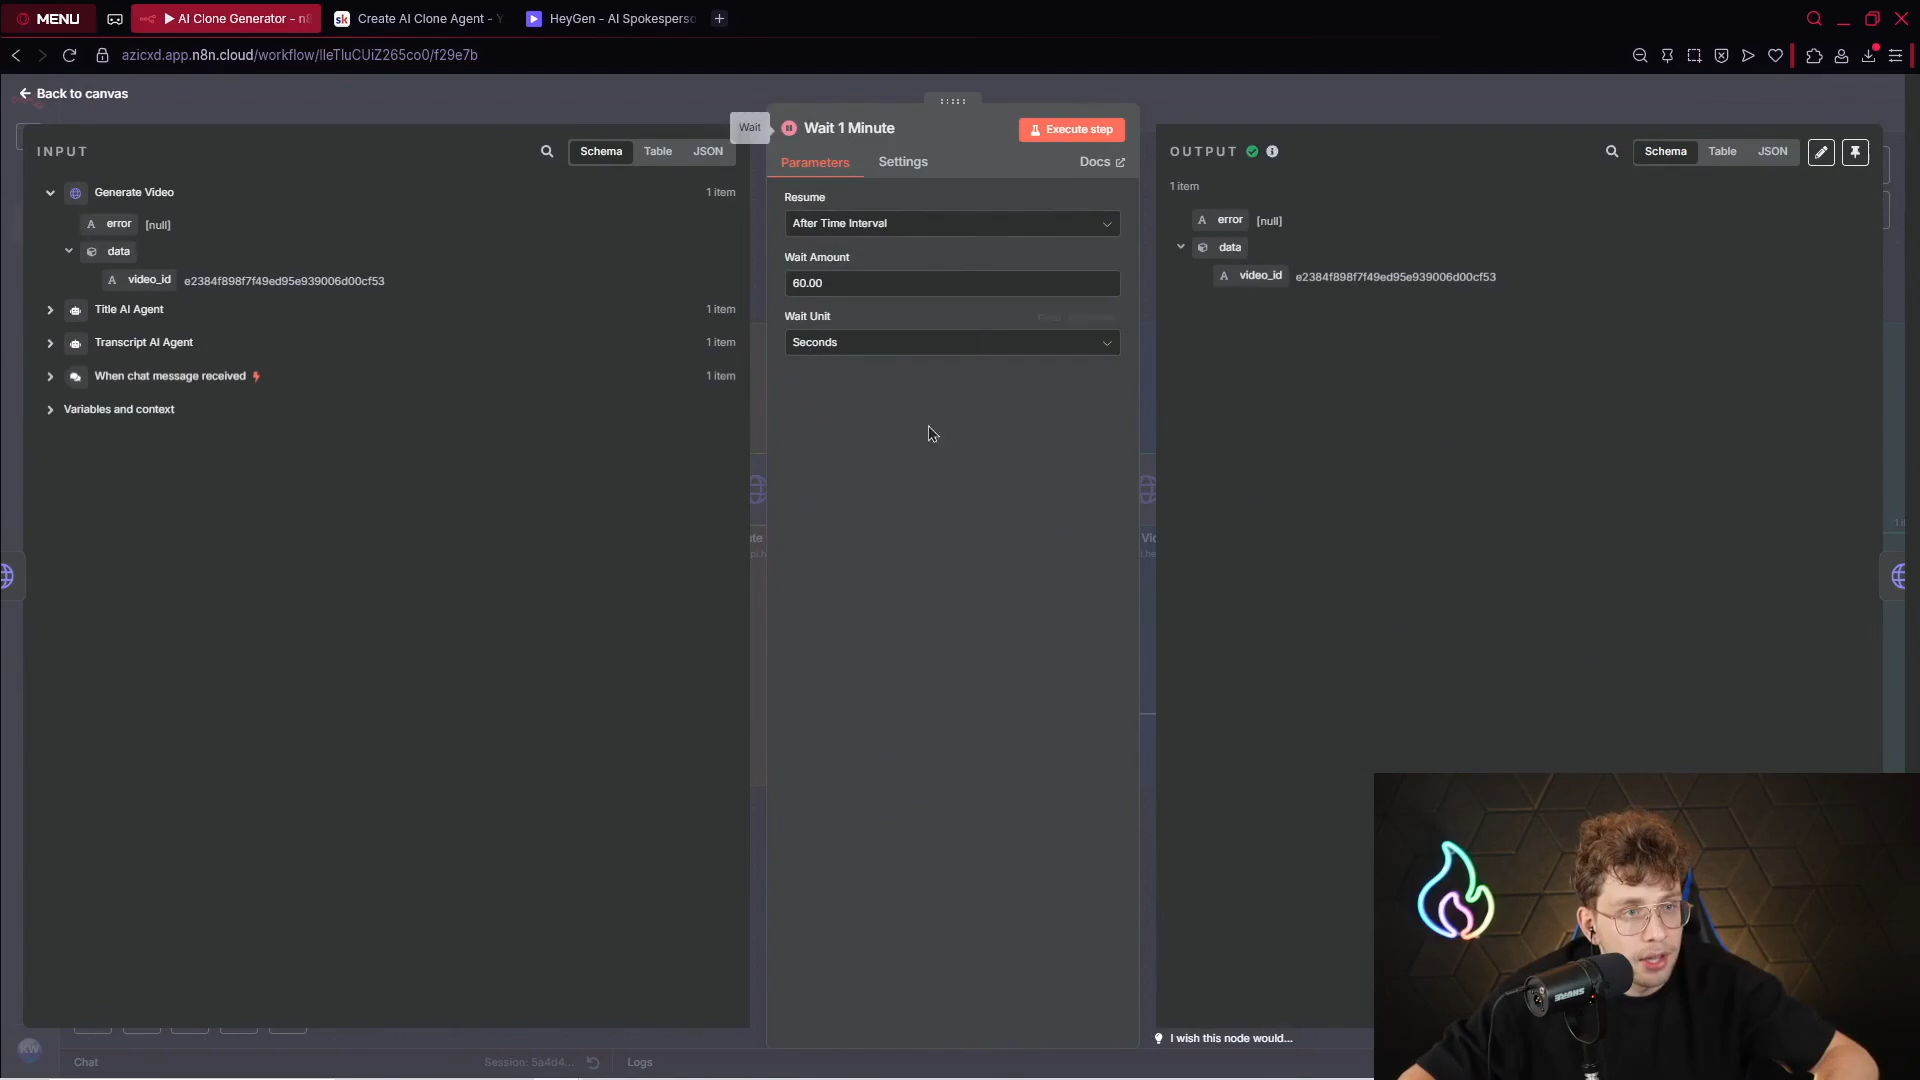 MENU
AI Clone Generator - n8
Create AI Clone Agent - Y
HeyGen - AI Spokesperso
azicxd.app.n8n.cloud/workflow/lleTluCUiZ265co0/f29e7b
Back to canvas
INPUT
Schema
Table
JSON
Generate Video
1 item
A error [null]
data
A video_id e2384f898f7f49ed95e939006d00cf53
Title AI Agent
1 item
Transcript AI Agent
1 item
When chat message received
1 item
Variables and context
Wait
Wait 1 Minute
Execute step
Parameters
Settings
Docs
Resume
After Time Interval
Wait Amount
60.00
Wait Unit
Seconds
OUTPUT
Schema
Table
JSON
1 item
A error [null]
data
A video_id e2384f898f7f49ed95e939006d00cf53
I wish this node would...
KW
Chat
Session: 5a4d4...
Logs
SHURE